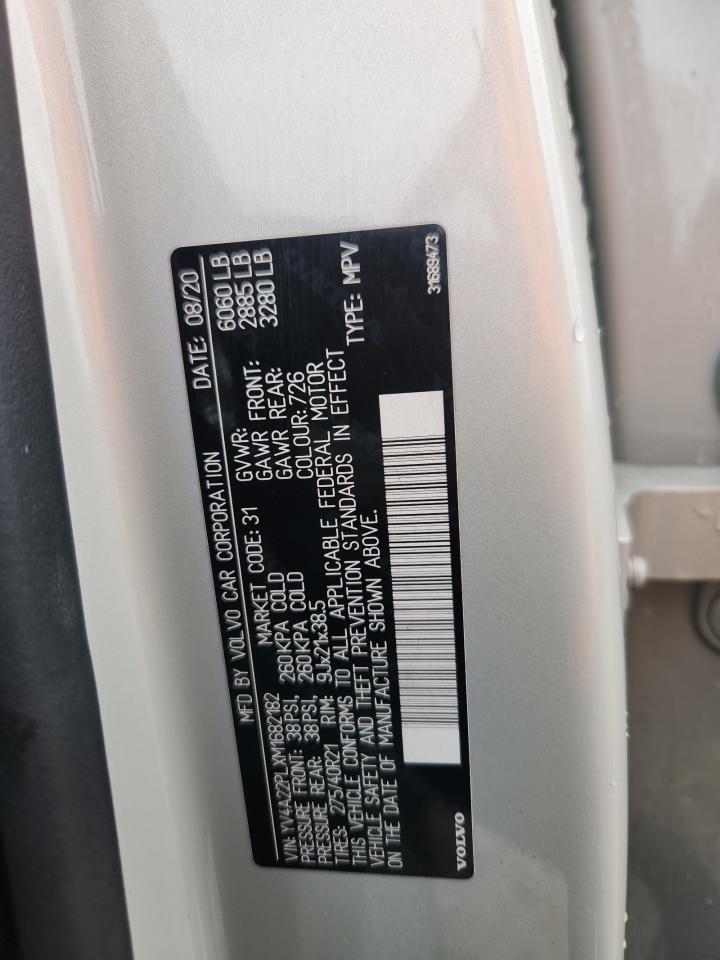 MFD BY VOLVO CAR CORPORATION DATE: 08/20
VIN: YV4A22PLXM1682182 MARKET CODE: 31 GVWR: 6060 LB
PRESSURE FRONT: 38PSI, 260KPA COLD GAWR FRONT: 2885 LB
PRESSURE REAR: 38PSI, 260KPA COLD GAWR REAR: 3280 LB
TIRES: 275/40R21 RIM: 9Jx21x38.5 COLOUR: 726
THIS VEHICLE CONFORMS TO ALL APPLICABLE FEDERAL MOTOR
VEHICLE SAFETY AND THEFT PREVENTION STANDARDS IN EFFECT
ON THE DATE OF MANUFACTURE SHOWN ABOVE. TYPE: MPV
VOLVO 31689473